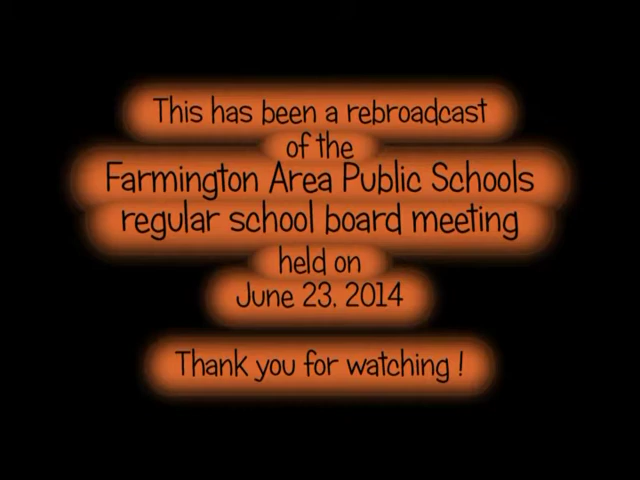 This has been a rebroadcast
of the
Farmington Area Public Schools
regular school board meeting
held on
June 23, 2014
Thank you for watching !